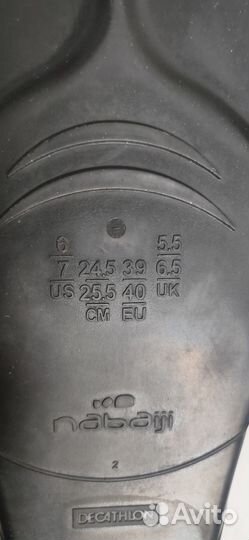 6 5.5
7 24.5 39 6.5
US 25.5 40 UK
CM EU
nabaiji
2
DECATHLON
Avito